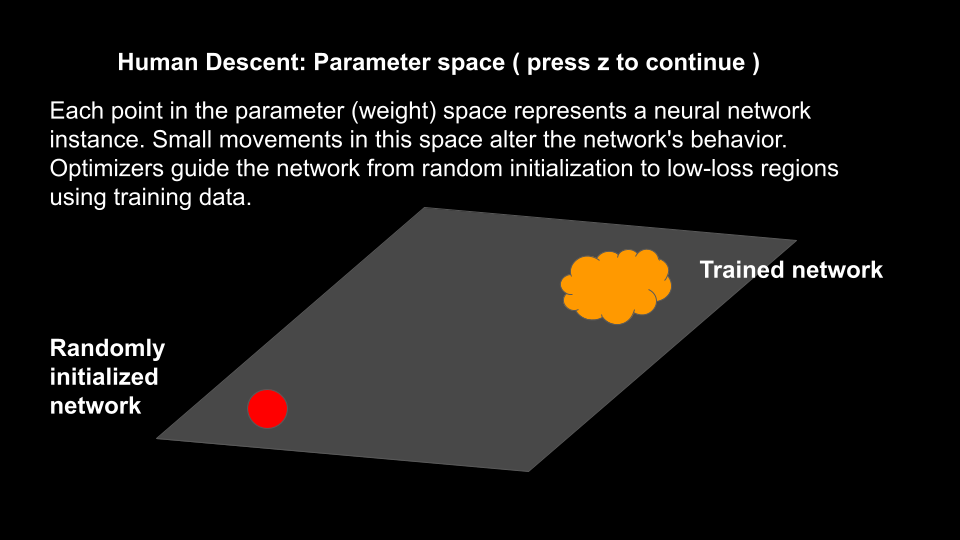 Human Descent: Parameter space ( press z to continue )
Each point in the parameter (weight) space represents a neural network
instance. Small movements in this space alter the network's behavior.
Optimizers guide the network from random initialization to low-loss regions
using training data.
Trained network
Randomly
initialized
network